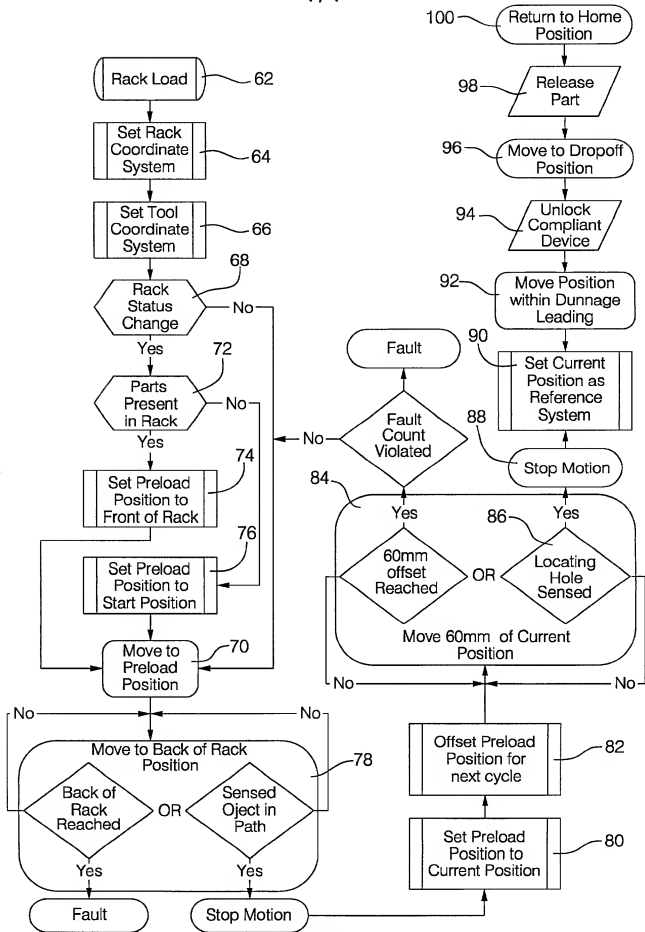 Rack Load
62
Set Rack
Coordinate
System
64
Set Tool
Coordinate
System
66
Rack
Status
Change
68
No
Yes
Parts
Present
in Rack
72
No
Yes
Set Preload
Position to
Front of Rack
74
Set Preload
Position to
Start Position
76
Move to
Preload
Position
70
No
No
Move to Back of Rack
Position
78
Back of
Rack
Reached
OR
Sensed
Oject in
Path
Yes
Yes
Fault
Stop Motion
Set Preload
Position to
Current Position
80
Offset Preload
Position for
next cycle
82
No
No
84
60mm
offset
Reached
OR
Locating
Hole
Sensed
86
Move 60mm of Current
Position
Yes
Yes
Fault
Count
Violated
No
Fault
88
Stop Motion
90
Set Current
Position as
Reference
System
92
Move Position
within Dunnage
Leading
94
Unlock
Compliant
Device
96
Move to Dropoff
Position
98
Release
Part
100
Return to Home
Position